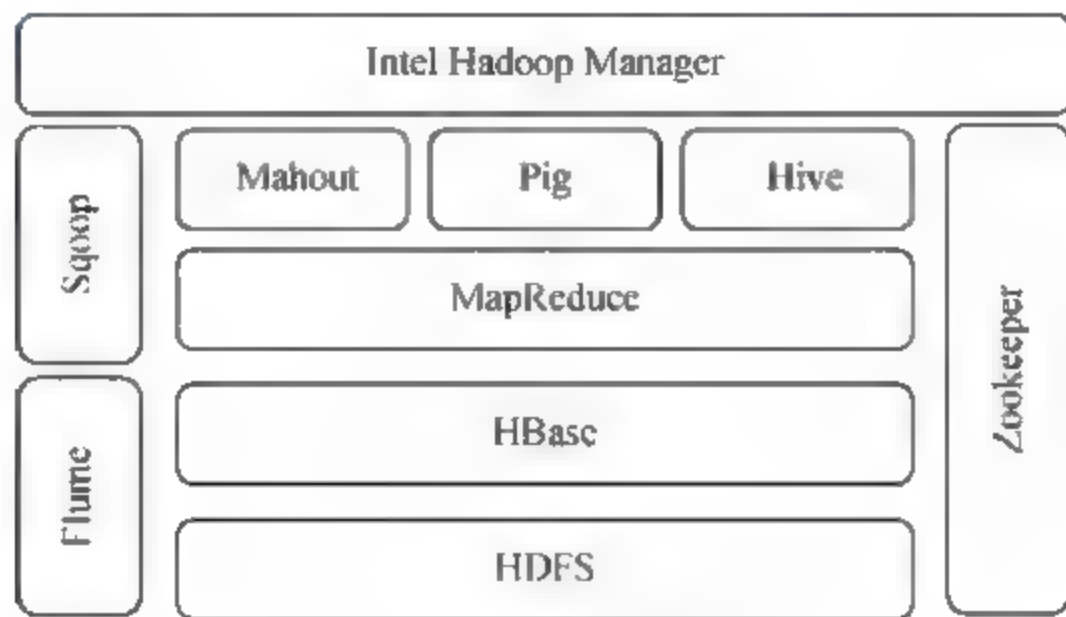 Intel Hadoop Manager
Sqoop
Mahout
Pig
Hive
MapReduce
Zookeeper
Flume
HBase
HDFS